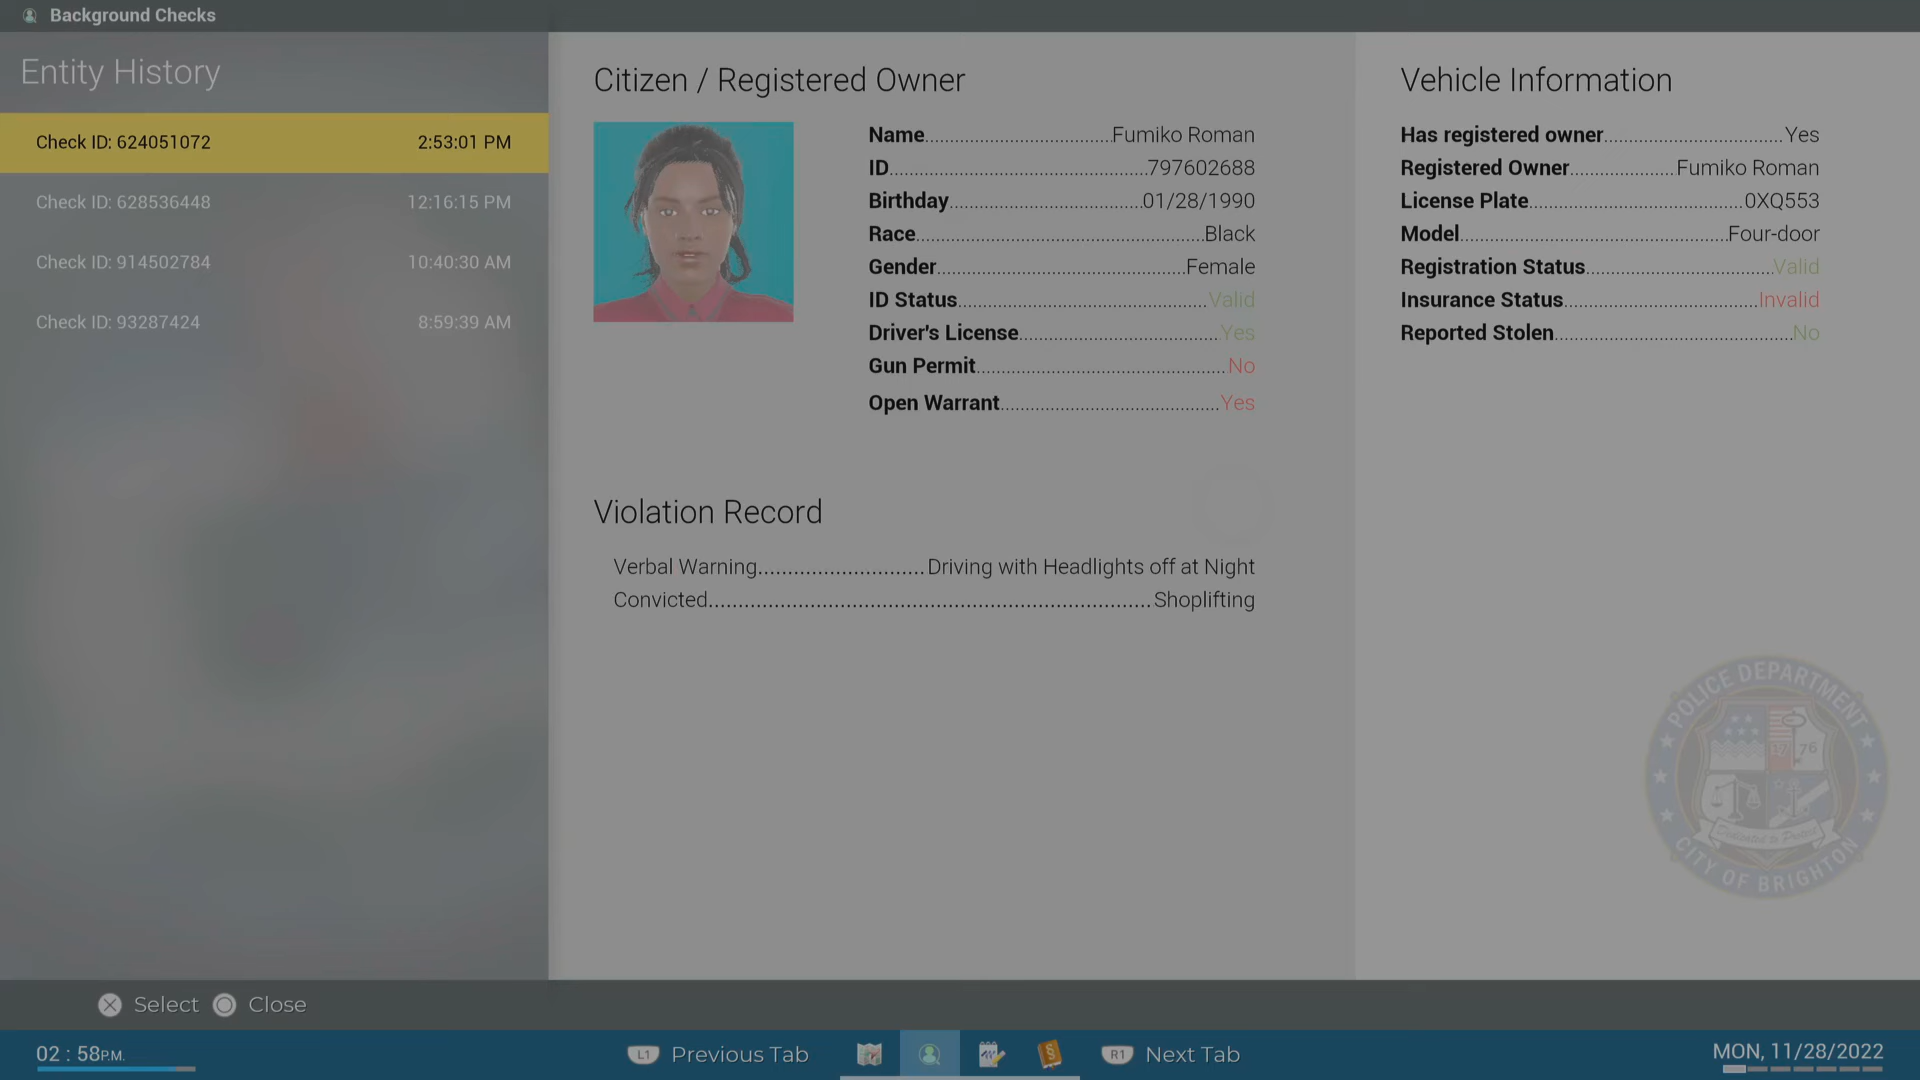 Background Checks
Entity History
Check ID: 624051072 2:53:01 PM
Check ID: 628536448 12:16:15 PM
Check ID: 914502784 10:40:30 AM
Check ID: 93287424 8:59:39 AM
Citizen / Registered Owner
Name Fumiko Roman
ID 797602688
Birthday 01/28/1990
Race Black
Gender Female
ID Status Valid
Driver's License Yes
Gun Permit No
Open Warrant Yes
Violation Record
Verbal Warning Driving with Headlights off at Night
Convicted Shoplifting
Vehicle Information
Has registered owner Yes
Registered Owner Fumiko Roman
License Plate 0XQ553
Model Four-door
Registration Status Valid
Insurance Status Invalid
Reported Stolen No
POLICE DEPARTMENT
17 76
Dedicated to Protect
CITY OF BRIGHTON
Select Close
02 : 58 P.M.
L1 Previous Tab
R1 Next Tab
MON, 11/28/2022